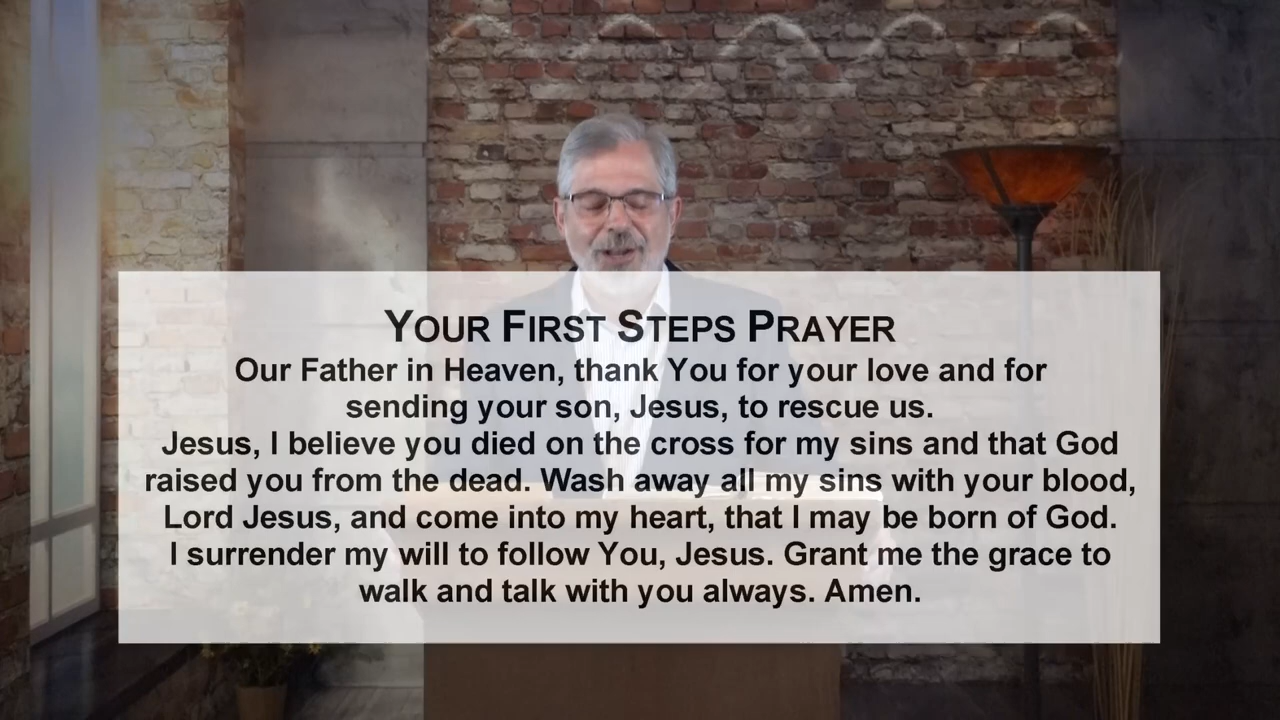 Your First Steps Prayer
Our Father in Heaven, thank You for your love and for
sending your son, Jesus, to rescue us.
Jesus, I believe you died on the cross for my sins and that God
raised you from the dead. Wash away all my sins with your blood,
Lord Jesus, and come into my heart, that I may be born of God.
I surrender my will to follow You, Jesus. Grant me the grace to
walk and talk with you always. Amen.